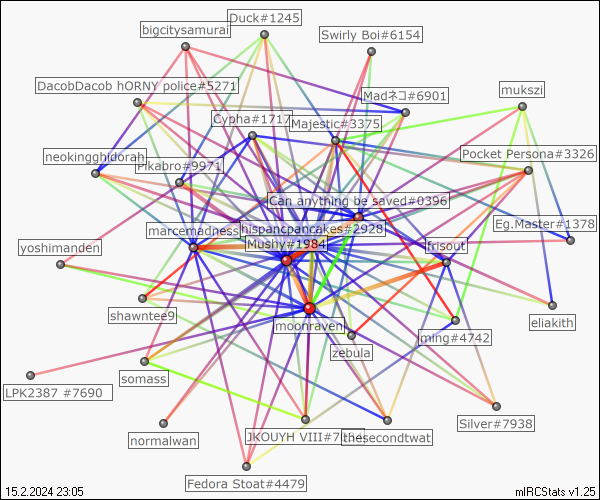 Duck#1245
bigcitysamurai
Swirly Boi#6154
DacobDacob hORNY police#5271
Madネコ#6901
mukszi
Cypha#1717
Majestic#3375
neokingghidorah
Pikabro#9971
Pocket Persona#3326
Can anything be saved#0396
marcemadness
hispancpancakes#2928
Eg.Master#1378
Mushy#1984
frisout
yoshimanden
shawntee9
moonraven
eliakith
ming#4742
zebula
somass
LPK2387 #7690
Silver#7938
normalwan
JKOUYH VIII#
thesecondtwat
Fedora Stoat#4479
15.2.2024 23:05
mIRCStats v1.25